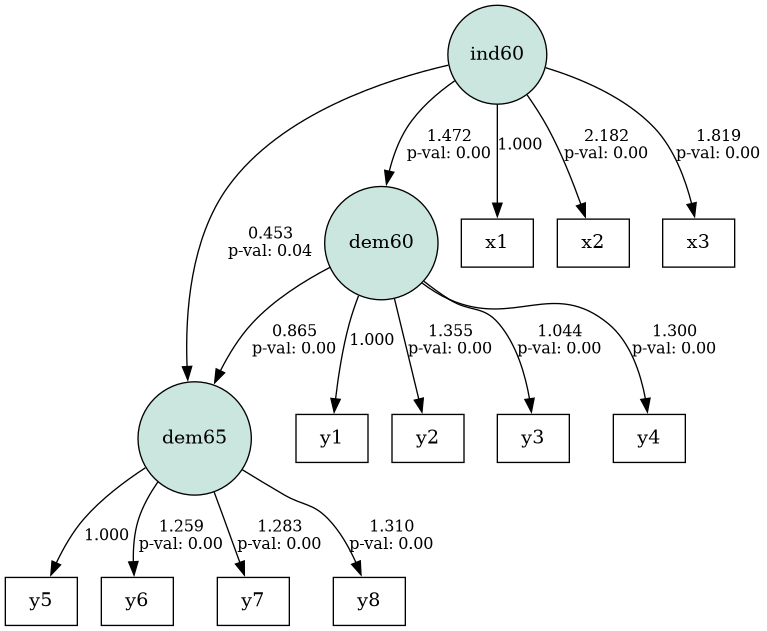 ind60
1.472
p-val: 0.00
1.000
2.182
p-val: 0.00
1.819
p-val: 0.00
0.453
p-val: 0.04
dem60
x1
x2
x3
0.865
p-val: 0.00
1.000
1.355
p-val: 0.00
1.044
p-val: 0.00
1.300
p-val: 0.00
dem65
y1
y2
y3
y4
1.000
1.259
p-val: 0.00
1.283
p-val: 0.00
1.310
p-val: 0.00
y5
y6
y7
y8